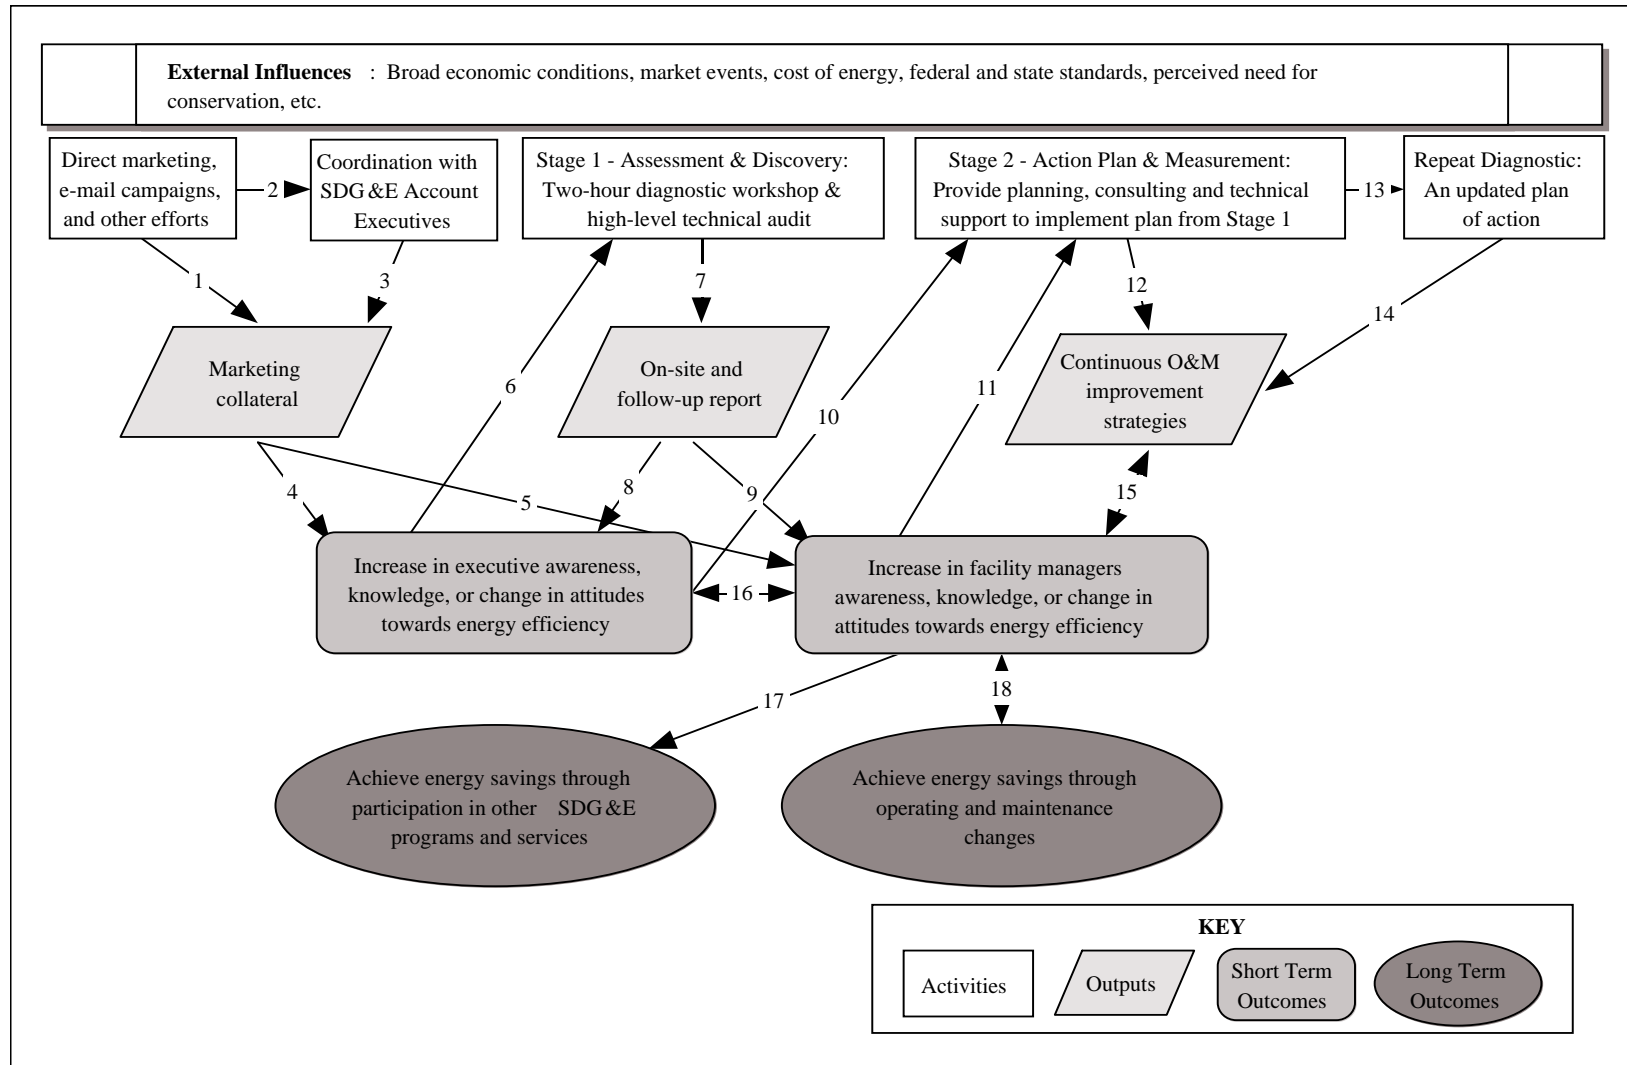 External Influences : Broad economic conditions, market events, cost of energy, federal and state standards, perceived need for
conservation, etc.
Direct marketing,
e-mail campaigns,
and other efforts
2
Coordination with
SDG&E Account
Executives
Stage 1 - Assessment & Discovery:
Two-hour diagnostic workshop &
high-level technical audit
Stage 2 - Action Plan & Measurement:
Provide planning, consulting and technical
support to implement plan from Stage 1
13
Repeat Diagnostic:
An updated plan
of action
1
3
7
12
14
Marketing
collateral
6
On-site and
follow-up report
10
11
Continuous O&M
improvement
strategies
4
5
8
9
15
Increase in executive awareness,
knowledge, or change in attitudes
towards energy efficiency
16
Increase in facility managers
awareness, knowledge, or change in
attitudes towards energy efficiency
17
18
Achieve energy savings through
participation in other SDG&E
programs and services
Achieve energy savings through
operating and maintenance
changes
KEY
Activities
Outputs
Short Term
Outcomes
Long Term
Outcomes